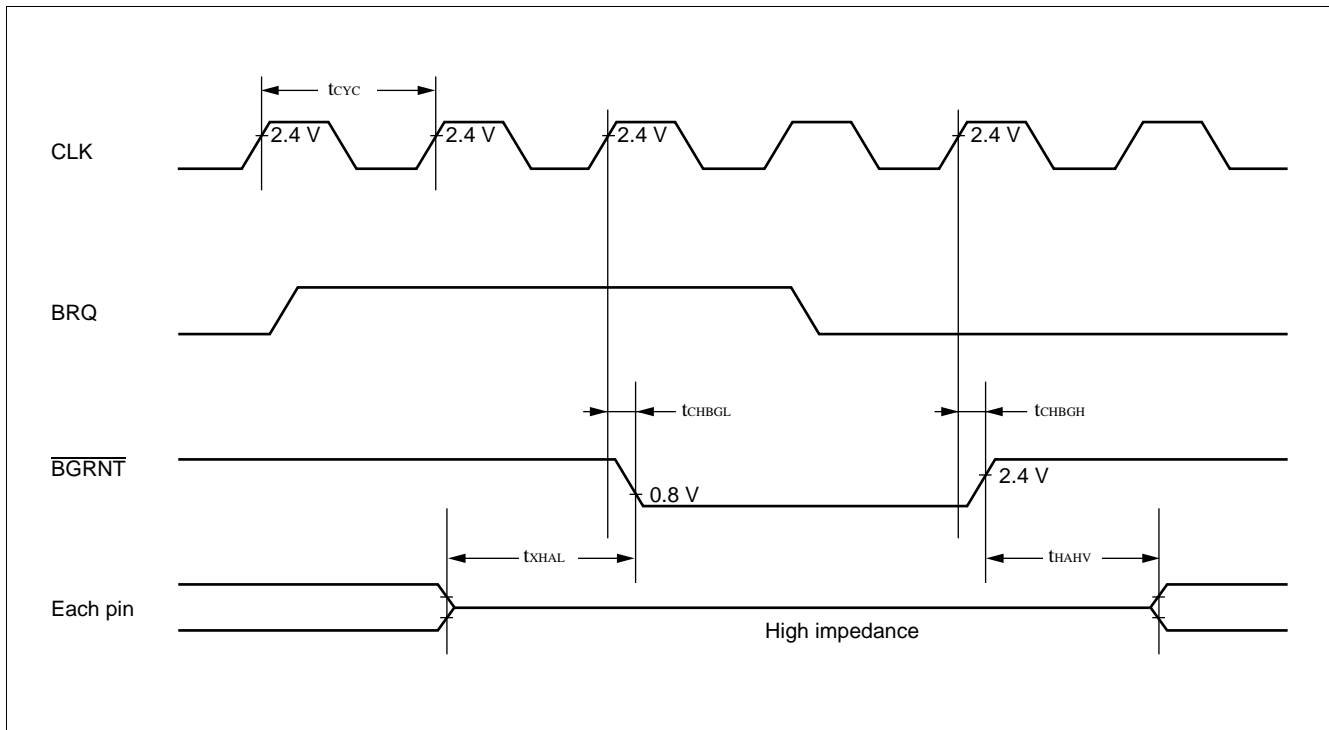 tCYC
CLK
2.4 V 2.4 V 2.4 V 2.4 V
BRQ
tCHBGL tCHBGH
BGRNT
0.8 V 2.4 V
tXHAL tHAHV
Each pin
High impedance